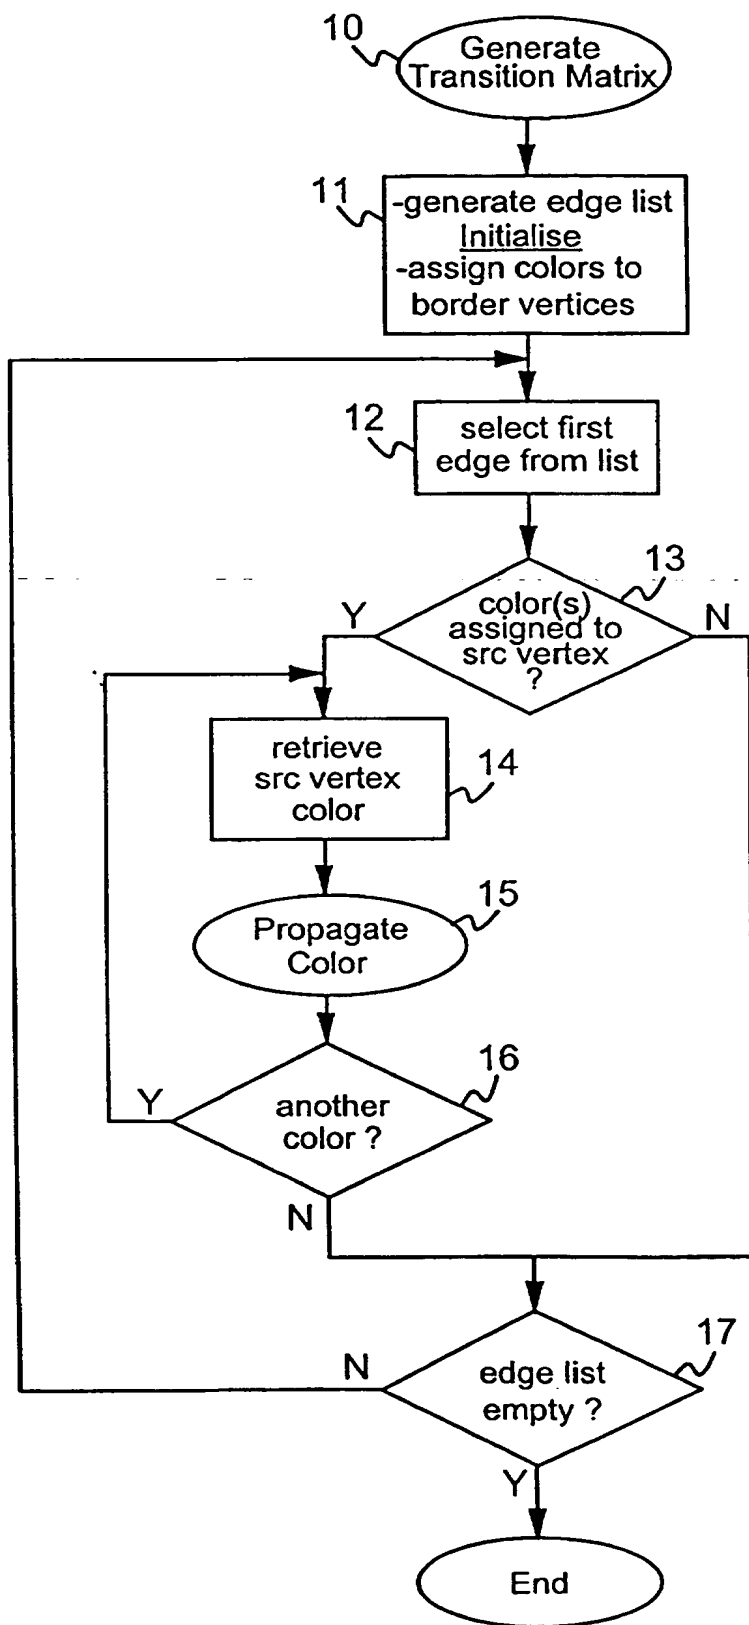 10
Generate
Transition Matrix
11
-generate edge list
Initialise
-assign colors to
border vertices
12
select first
edge from list
13
color(s)
assigned to
src vertex
?
Y
N
retrieve
src vertex
color
14
15
Propagate
Color
16
another
color ?
Y
N
17
edge list
empty ?
N
Y
End